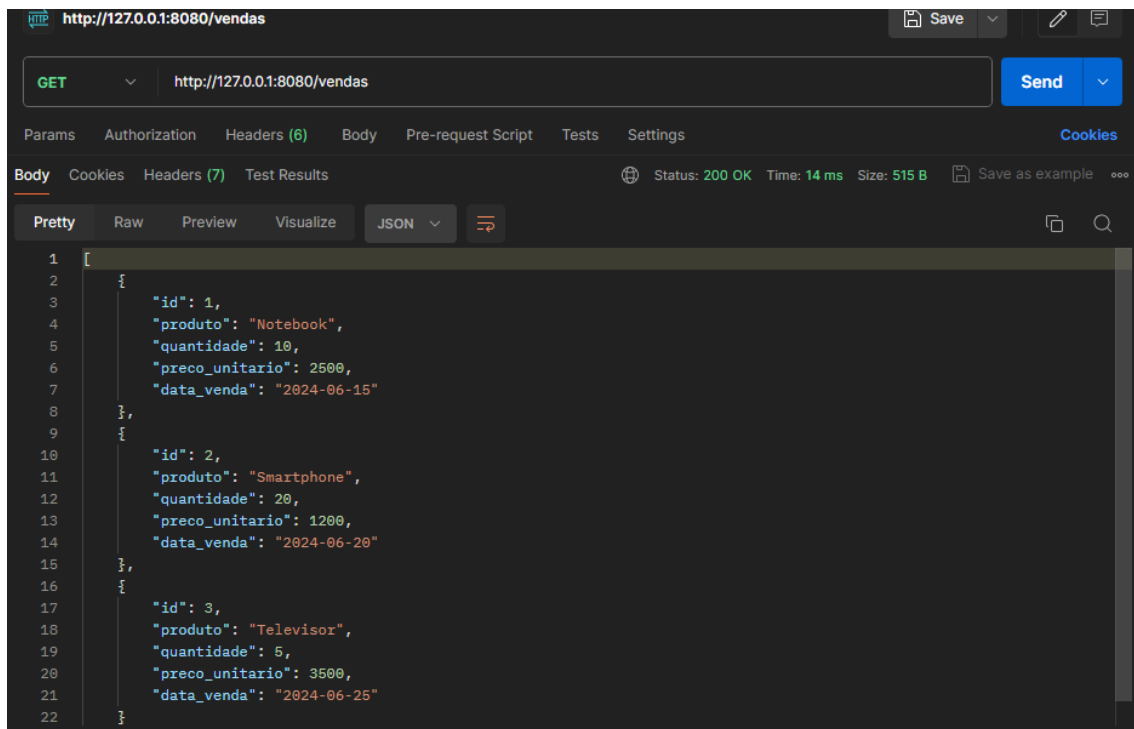 HTTP http://127.0.0.1:8080/vendas Save
GET http://127.0.0.1:8080/vendas Send
Params Authorization Headers (6) Body Pre-request Script Tests Settings Cookies
Body Cookies Headers (7) Test Results Status: 200 OK Time: 14 ms Size: 515 B Save as example
Pretty Raw Preview Visualize JSON
1 [
2 {
3 "id": 1,
4 "produto": "Notebook",
5 "quantidade": 10,
6 "preco_unitario": 2500,
7 "data_venda": "2024-06-15"
8 },
9 {
10 "id": 2,
11 "produto": "Smartphone",
12 "quantidade": 20,
13 "preco_unitario": 1200,
14 "data_venda": "2024-06-20"
15 },
16 {
17 "id": 3,
18 "produto": "Televisor",
19 "quantidade": 5,
20 "preco_unitario": 3500,
21 "data_venda": "2024-06-25"
22 }